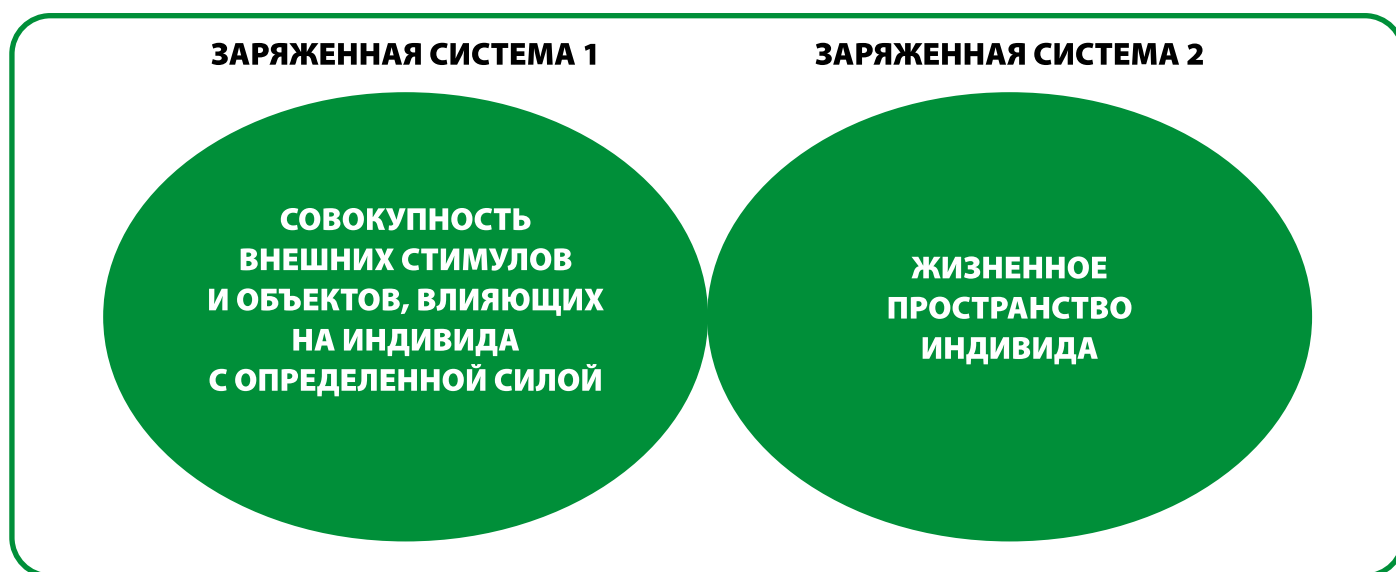 ЗАРЯЖЕННАЯ СИСТЕМА 1
СОВОКУПНОСТЬ
ВНЕШНИХ СТИМУЛОВ
И ОБЪЕКТОВ, ВЛИЯЮЩИХ
НА ИНДИВИДА
С ОПРЕДЕЛЕННОЙ СИЛОЙ
ЗАРЯЖЕННАЯ СИСТЕМА 2
ЖИЗНЕННОЕ
ПРОСТРАНСТВО
ИНДИВИДА